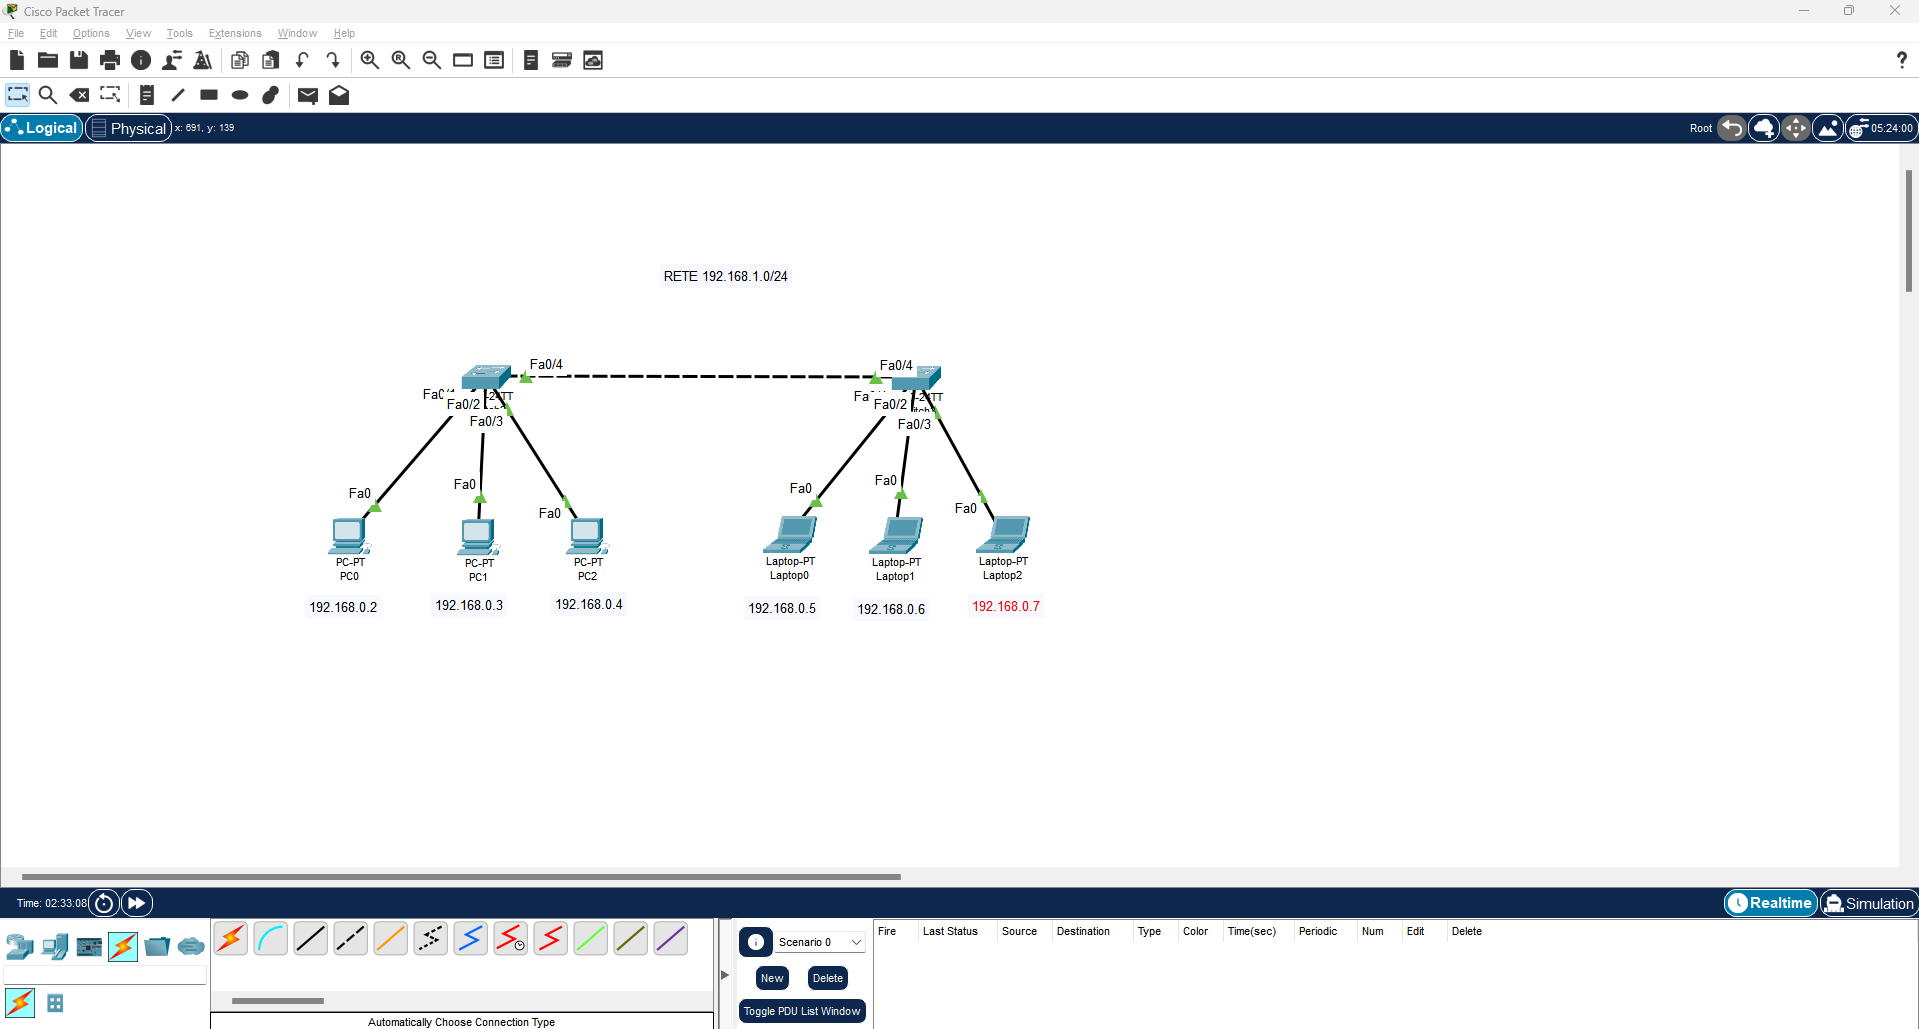 Cisco Packet Tracer
File Edit Options View Tools Extensions Window Help
Logical Physical x: 691, y: 139 Root 05:24:00
RETE 192.168.1.0/24
Fa0/4 Fa0/4
Fa0/2 Fa0/2
Fa0/3 Fa0/3
Fa0 Fa0 Fa0 Fa0 Fa0 Fa0
PC-PT PC-PT PC-PT Laptop-PT Laptop-PT Laptop-PT
PC0 PC1 PC2 Laptop0 Laptop1 Laptop2
192.168.0.2 192.168.0.3 192.168.0.4 192.168.0.5 192.168.0.6 192.168.0.7
Time: 02:33:08 Realtime Simulation
Scenario 0 Fire Last Status Source Destination Type Color Time(sec) Periodic Num Edit Delete
New Delete
Toggle PDU List Window
Automatically Choose Connection Type